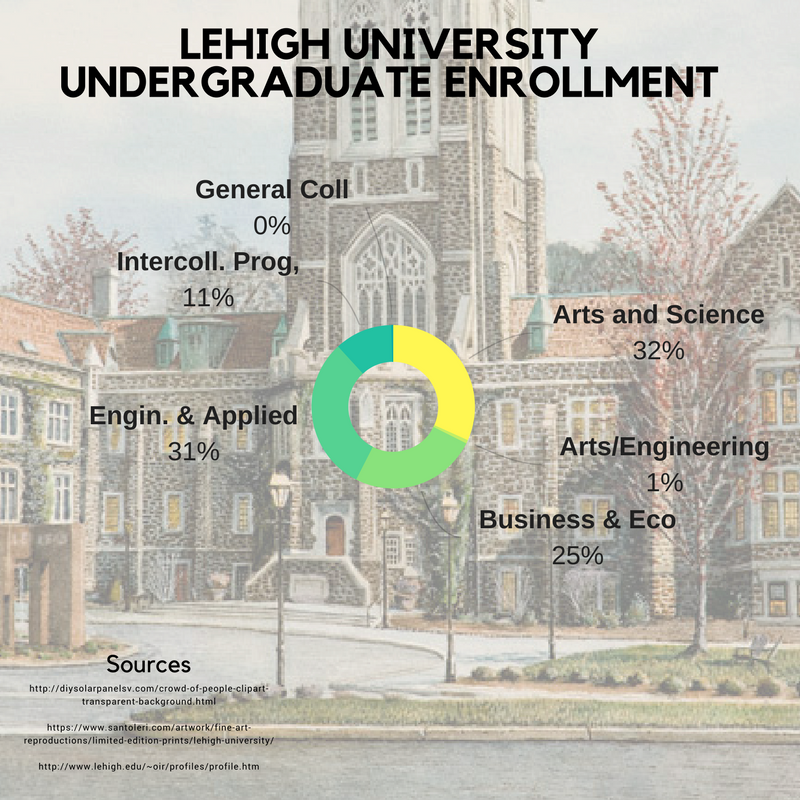 LEHIGH UNIVERSITY
UNDERGRADUATE ENROLLMENT
General Coll
0%
Intercoll. Prog,
11%
Arts and Science
32%
Engin. & Applied
31%
Arts/Engineering
1%
Business & Eco
25%
Sources
http://diysolarpanelsv.com/crowd-of-people-clipart-
transparent-background.html
https://www.santoleri.com/artwork/fine-art-
reproductions/limited-edition-prints/lehigh-university/
http://www.lehigh.edu/~oir/profiles/profile.htm